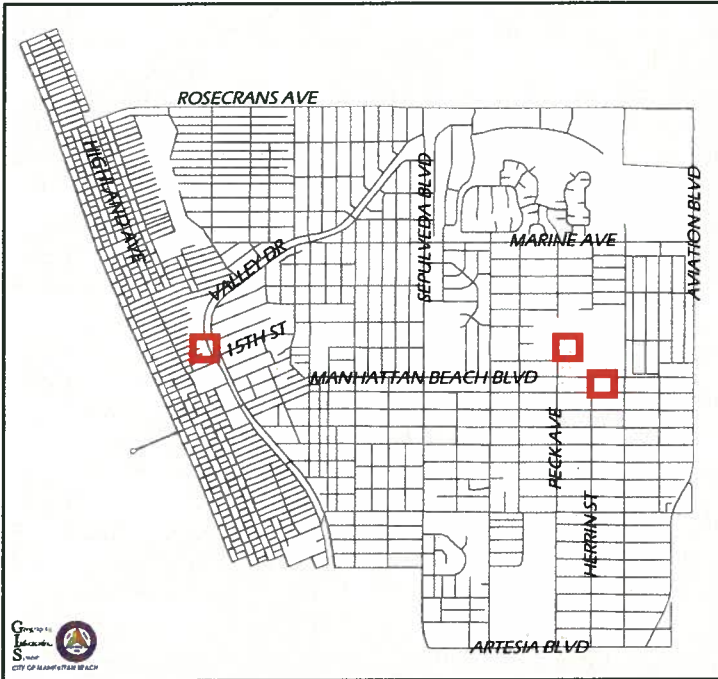 ROSECRANS AVE
HIGHLAND AVE
SEPULVEDA BLVD
AVIATION BLVD
MARINE AVE
VALLEY DR
15TH ST
MANHATTAN BEACH BLVD
PECK AVE
HERRIN ST
ARTESIA BLVD
CITY OF MANHATTAN BEACH